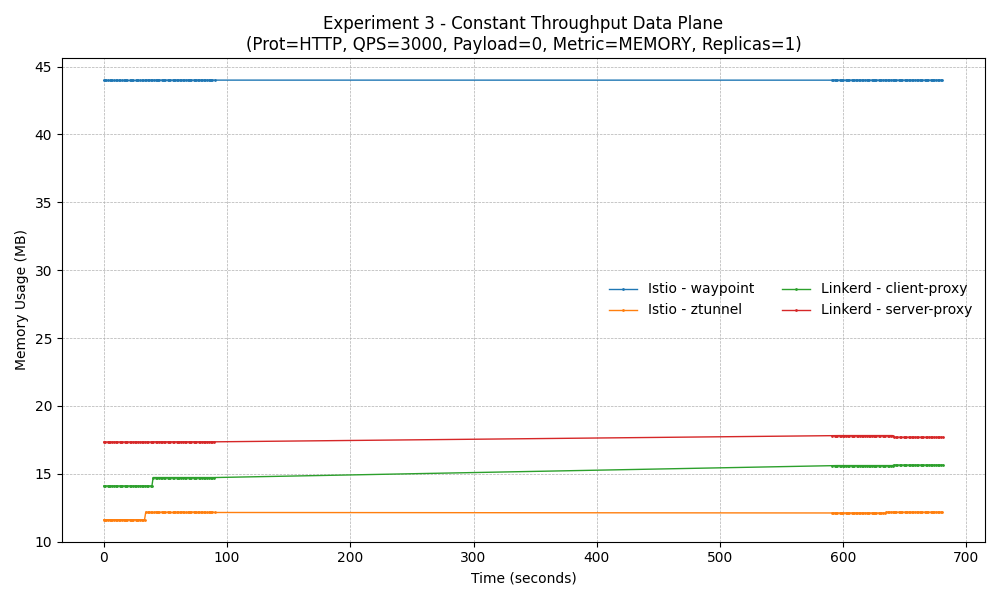 Experiment 3 - Constant Throughput Data Plane
(Prot=HTTP, QPS=3000, Payload=0, Metric=MEMORY, Replicas=1)
Memory Usage (MB)
45
40
35
30
25
20
15
10
Istio - waypoint
Istio - ztunnel
Linkerd - client-proxy
Linkerd - server-proxy
0 100 200 300 400 500 600 700
Time (seconds)